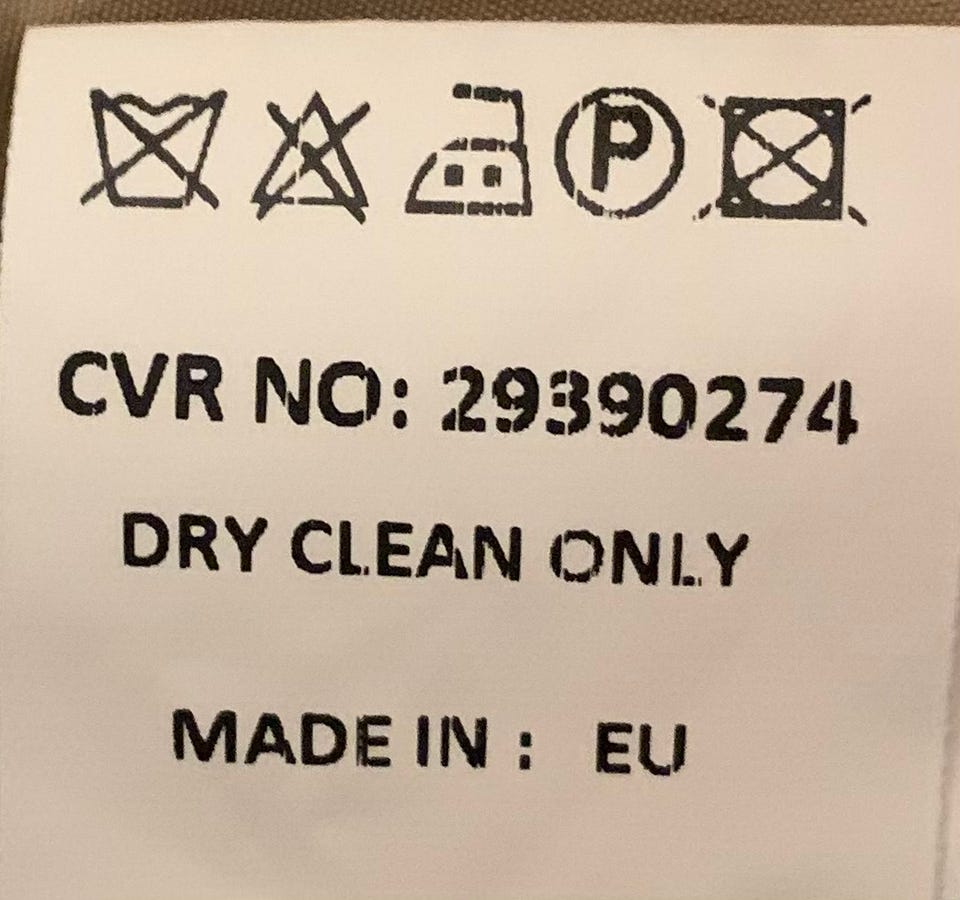 P
CVR NO: 29390274
DRY CLEAN ONLY
MADE IN : EU